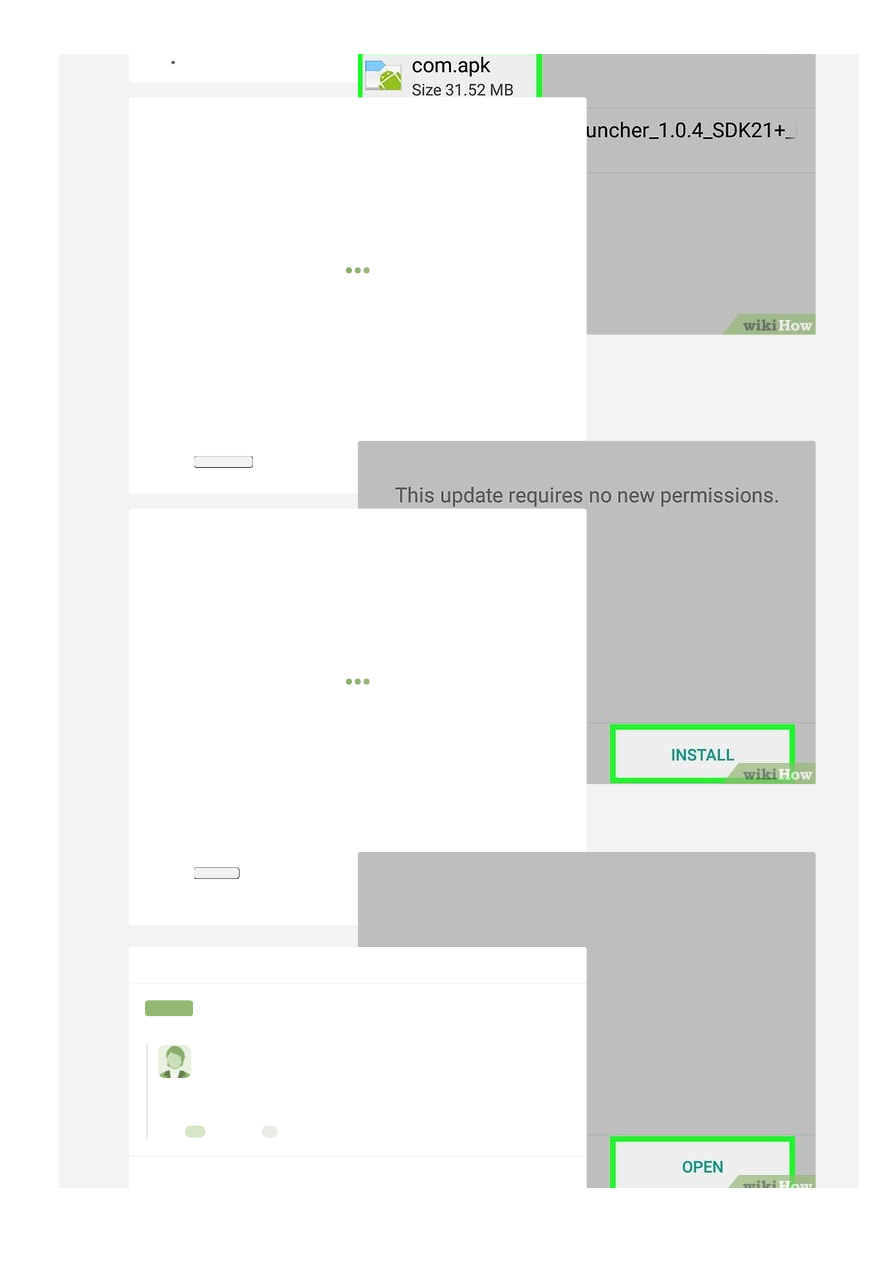 com.apk
Size 31.52 MB
uncher_1.0.4_SDK21+_
wikiHow
This update requires no new permissions.
INSTALL
wikiHow
OPEN
wikiHow